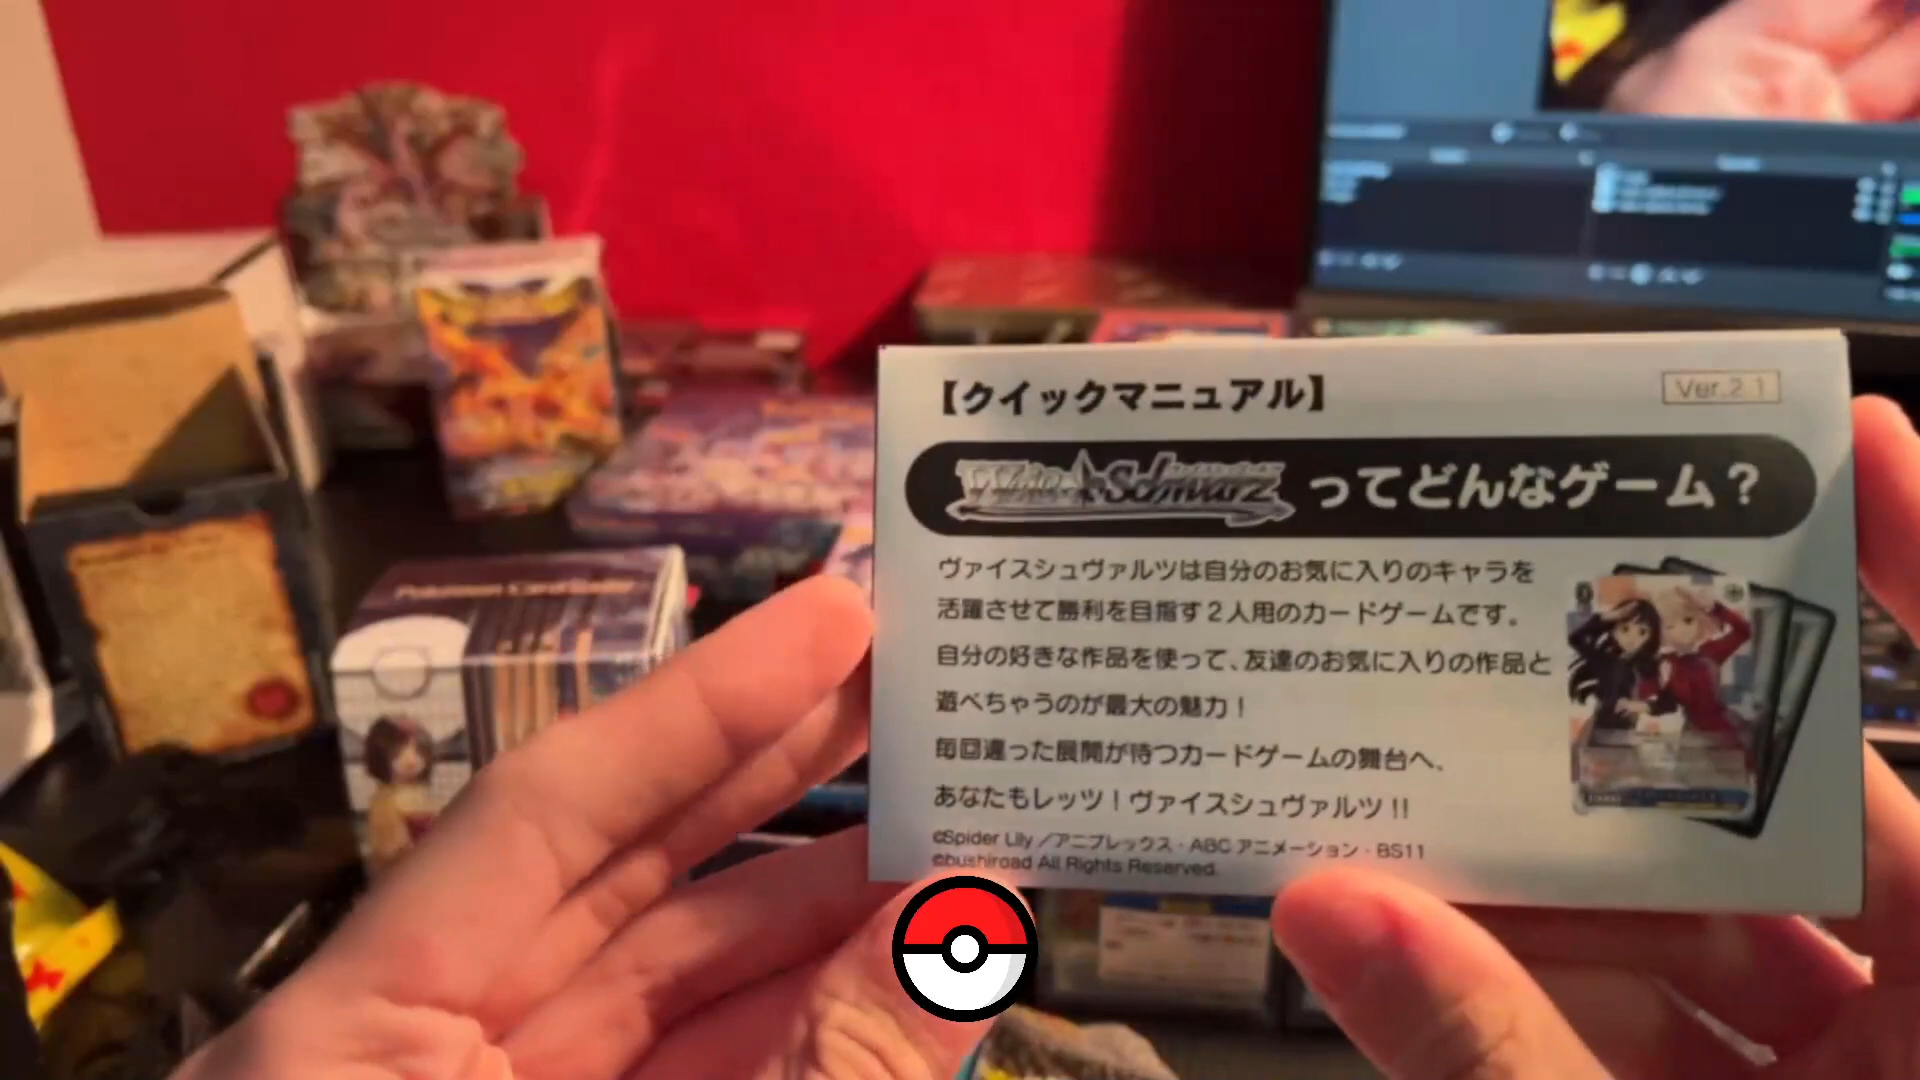 【クイックマニュアル】
Ver.2.1
Weiß Schwarz ってどんなゲーム？
ヴァイスシュヴァルツは自分のお気に入りのキャラを
活躍させて勝利を目指す2人用のカードゲームです。
自分の好きな作品を使って、友達のお気に入りの作品と
遊べちゃうのが最大の魅力！
毎回違った展開が待つカードゲームの舞台へ、
あなたもレッツ！ヴァイスシュヴァルツ!!
©Spider Lily／アニプレックス・ABCアニメーション・BS11
©bushiroad All Rights Reserved.
Pokémon Card Game